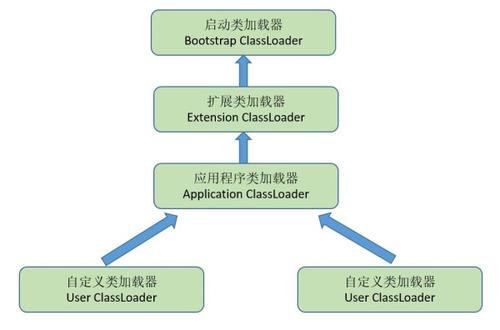 启动类加载器
Bootstrap ClassLoader
扩展类加载器
Extension ClassLoader
应用程序类加载器
Application ClassLoader
自定义类加载器
User ClassLoader
自定义类加载器
User ClassLoader